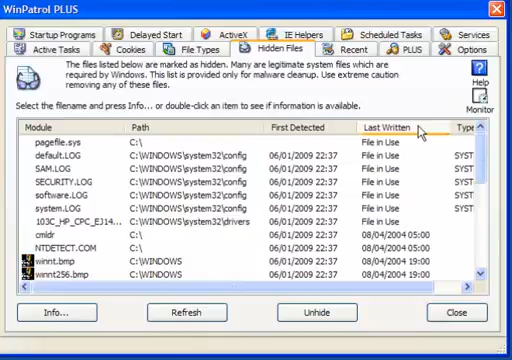 WinPatrol PLUS
Startup Programs Delayed Start ActiveX IE Helpers Scheduled Tasks Services
Active Tasks Cookies File Types Hidden Files Recent PLUS Options
The files listed below are marked as hidden. Many are legitimate system files which are
required by Windows. This list is provided only for malware cleanup. Use extreme caution
removing any of these files.
Help
Monitor
Select the filename and press Info... or double-click an item to see if information is available.
Module Path First Detected Last Written Type
pagefile.sys C:\ File in Use
default.LOG C:\WINDOWS\system32\config 06/01/2009 22:37 File in Use SYST
SAM.LOG C:\WINDOWS\system32\config 06/01/2009 22:37 File in Use
SECURITY.LOG C:\WINDOWS\system32\config 06/01/2009 22:37 File in Use
software.LOG C:\WINDOWS\system32\config 06/01/2009 22:37 File in Use SYST
system.LOG C:\WINDOWS\system32\config 06/01/2009 22:37 File in Use SYST
103C_HP_CPC_EJ14... C:\WINDOWS\system32\drivers 06/01/2009 22:37 File in Use
cmldr C:\ 06/01/2009 22:37 08/04/2004 05:00
NTDETECT.COM C:\ 06/01/2009 22:37 08/04/2004 05:00
winnt.bmp C:\WINDOWS 06/01/2009 22:37 08/04/2004 19:00
winnt256.bmp C:\WINDOWS 06/01/2009 22:37 08/04/2004 19:00
Info... Refresh Unhide Close